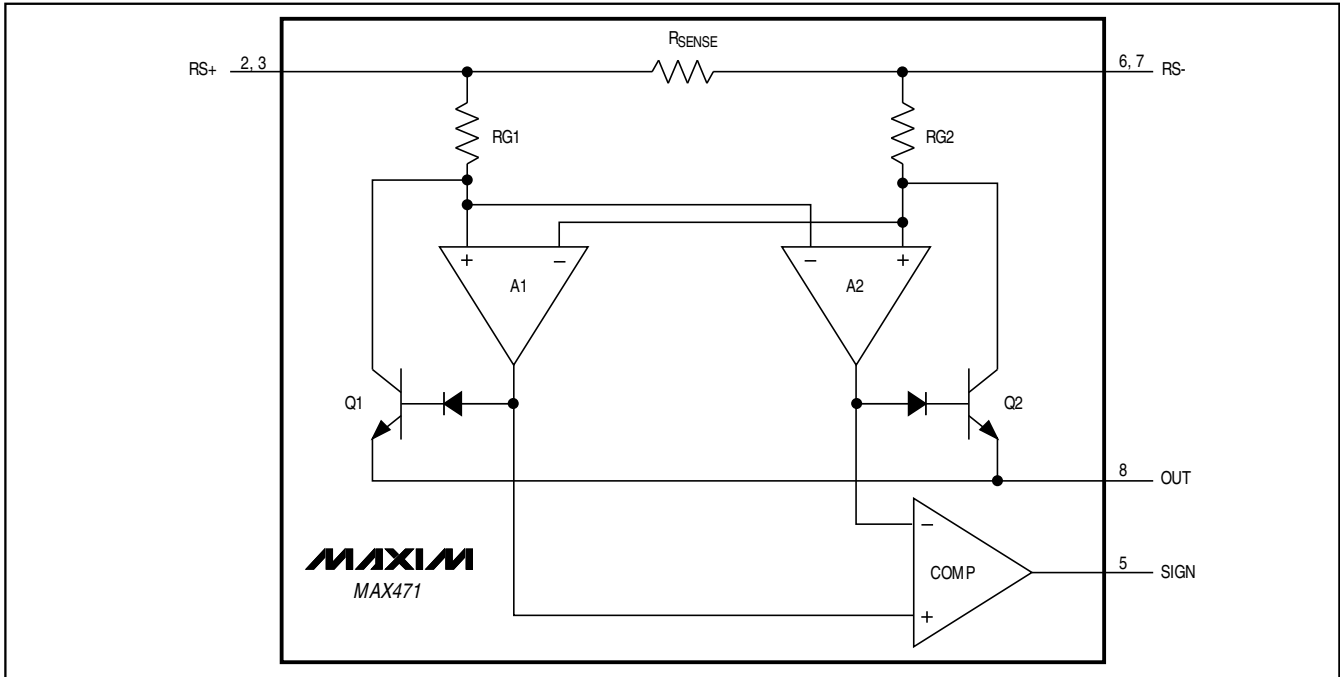 RSENSE
RS+ 2, 3
6, 7 RS-
RG1
RG2
+ −
− +
A1
A2
Q1
Q2
8 OUT
−
COMP
5 SIGN
+
MAXIM
MAX471